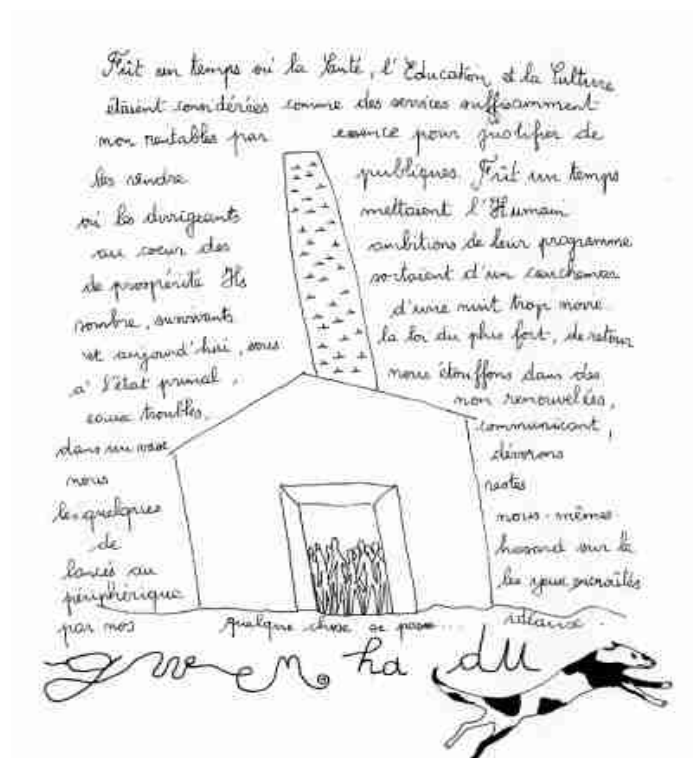 Fût un temps où la Santé, l'Education et la Culture
étaient considérées comme des services suffisamment
non rentables par essence pour justifier de
les rendre publiques. Fût un temps
où les dirigeants mettaient l'Humain
au coeur des ambitions de leur programme
de prospérité Ils sortaient d'un cauchemar
sombre, survivants d'une nuit trop noire.
et aujourd'hui, sous la loi du plus fort, de retour
à l'état primal, nous étouffons dans des
eaux troubles, non renouvelées,
dans un vase communicant,
nous dévorons
les quelques restes
de nous-mêmes
lancés au hasard sur le
périphérique les yeux
par nos
quelque chose se passe...
gwen ha du